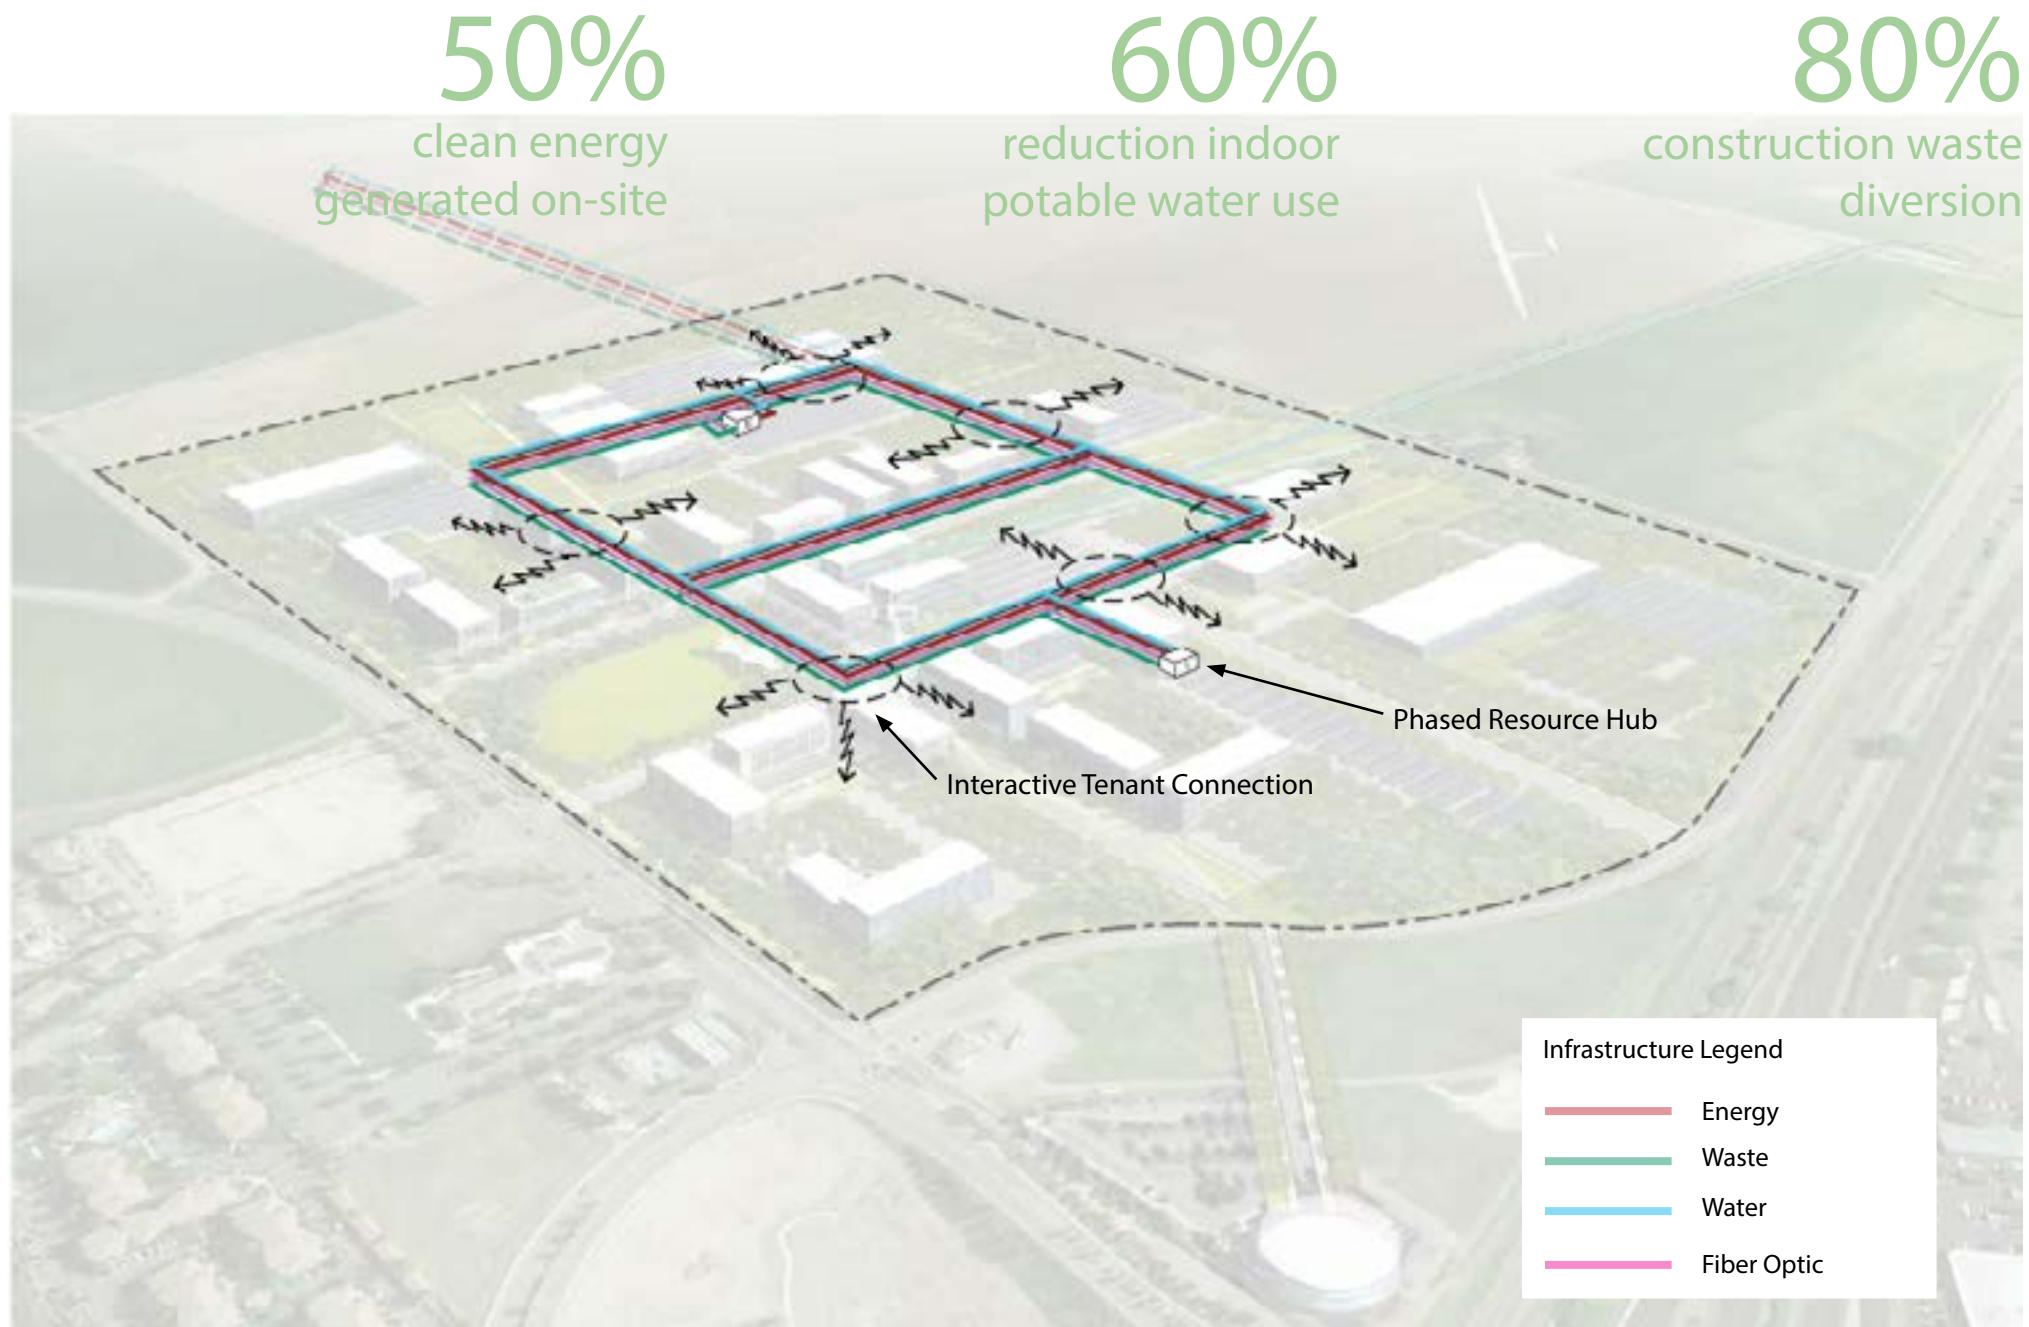 50%
clean energy
generated on-site
60%
reduction indoor
potable water use
80%
construction waste
diversion
Phased Resource Hub
Interactive Tenant Connection
Infrastructure Legend
Energy
Waste
Water
Fiber Optic